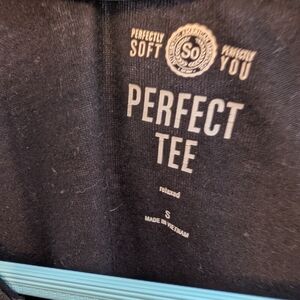 PERFECTLY SOFT
So
PERFECTLY YOU
PERFECT
TEE
relaxed
S
MADE IN VIETNAM